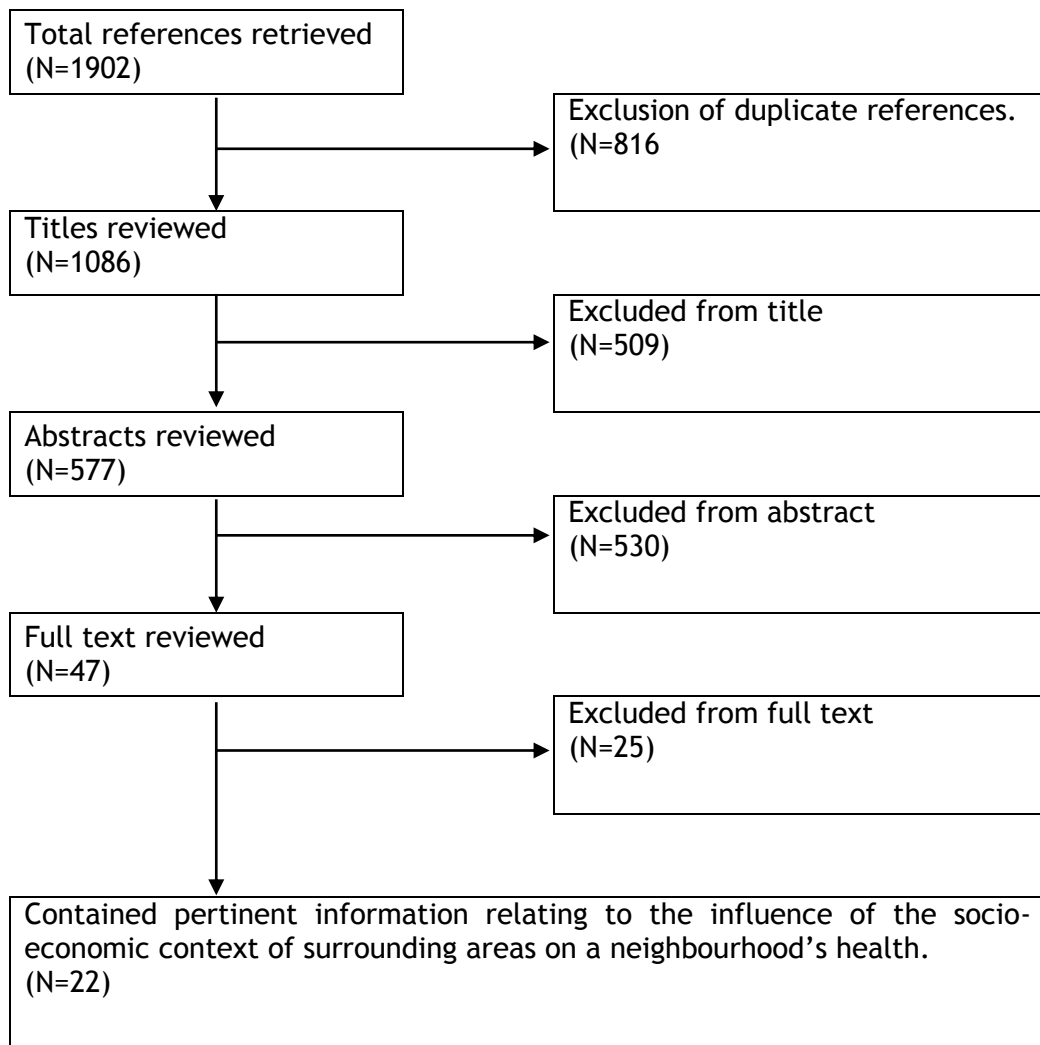 Total references retrieved
(N=1902)
Exclusion of duplicate references.
(N=816
Titles reviewed
(N=1086)
Excluded from title
(N=509)
Abstracts reviewed
(N=577)
Excluded from abstract
(N=530)
Full text reviewed
(N=47)
Excluded from full text
(N=25)
Contained pertinent information relating to the influence of the socio-
economic context of surrounding areas on a neighbourhood’s health.
(N=22)